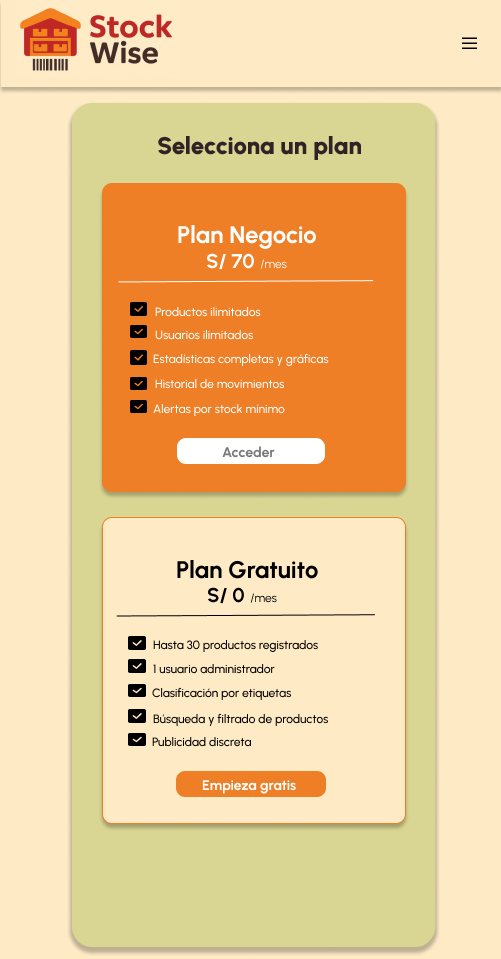 Stock
Wise
Selecciona un plan
Plan Negocio
S/ 70 /mes
Productos ilimitados
Usuarios ilimitados
Estadísticas completas y gráficas
Historial de movimientos
Alertas por stock mínimo
Acceder
Plan Gratuito
S/ 0 /mes
Hasta 30 productos registrados
1 usuario administrador
Clasificación por etiquetas
Búsqueda y filtrado de productos
Publicidad discreta
Empieza gratis